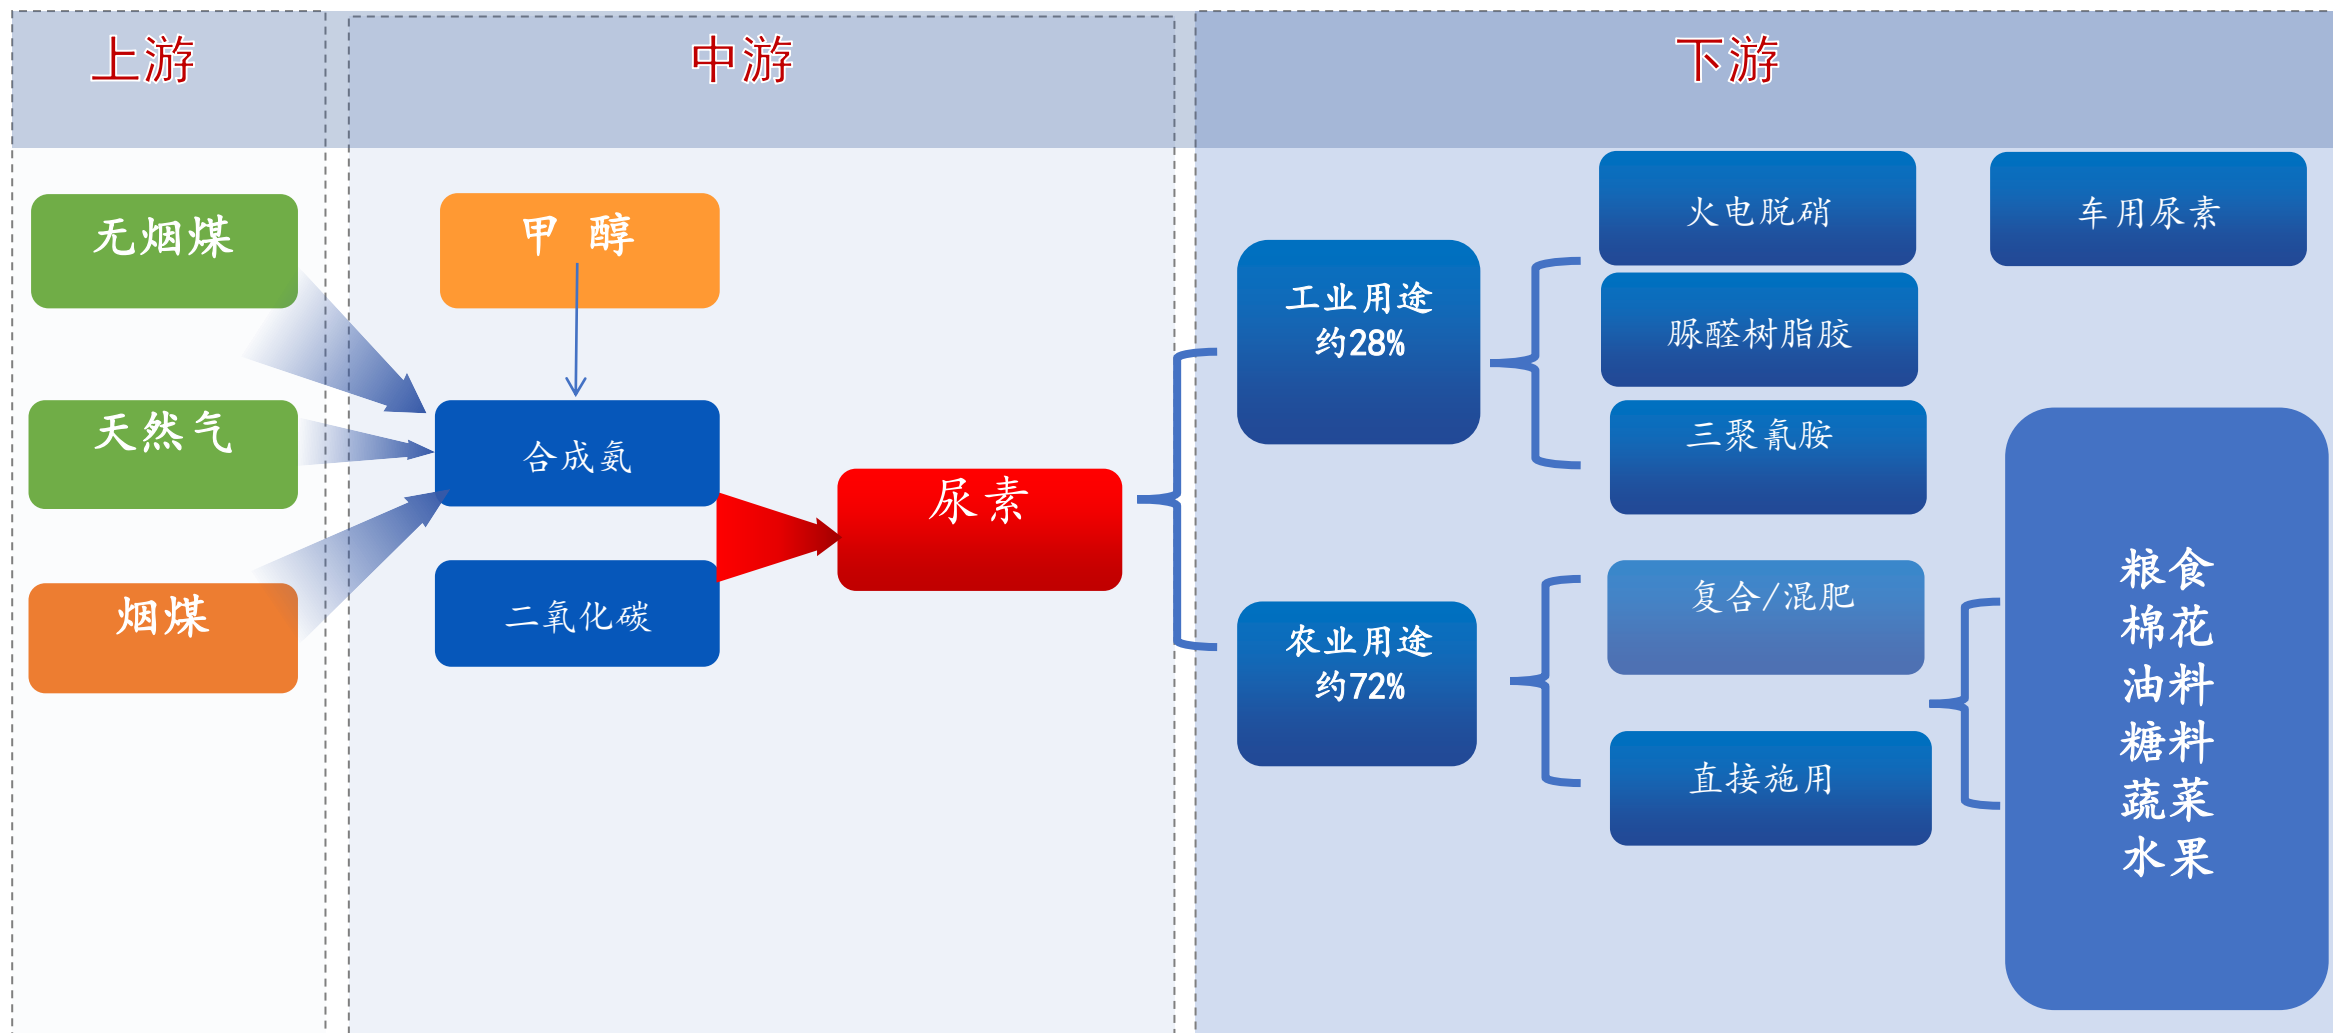 上游
中游
下游
无烟煤
天然气
烟煤
甲 醇
合成氨
二氧化碳
尿素
工业用途
约28%
农业用途
约72%
火电脱硝
车用尿素
脲醛树脂胶
三聚氰胺
复合/混肥
直接施用
粮食
棉花
油料
糖料
蔬菜
水果